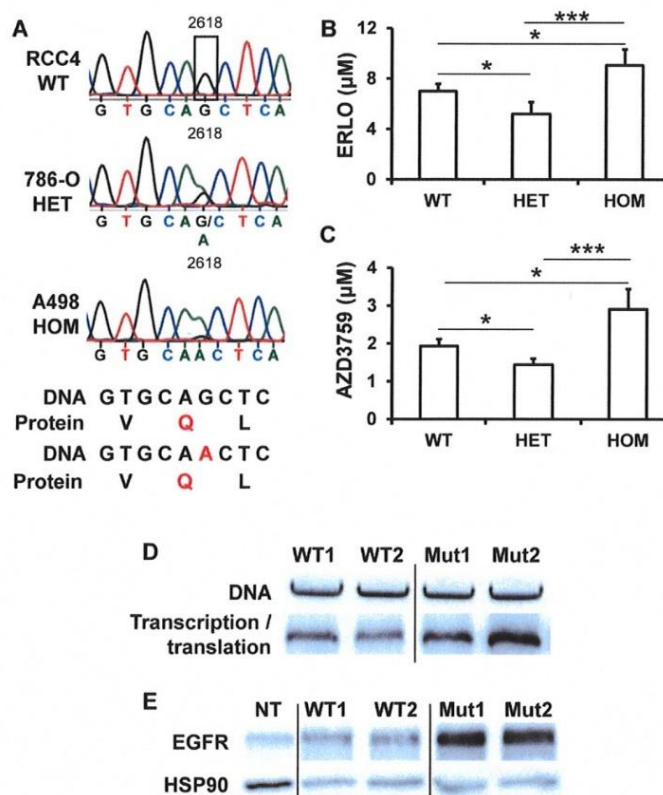 A
2618
RCC4
WT
G T G C A G C T C A
2618
786-O
HET
G T G C A G/ C T C A
A
2618
A498
HOM
G T G C A A C T C A
DNA G T G C A G C T C
Protein V Q L
DNA G T G C A A C T C
Protein V Q L
B
ERLO (µM)
12
8
4
0
***
*
*
WT HET HOM
C
AZD3759 (µM)
4
3
2
1
0
***
*
*
WT HET HOM
D
WT1 WT2 Mut1 Mut2
DNA
Transcription /
translation
E
NT WT1 WT2 Mut1 Mut2
EGFR
HSP90